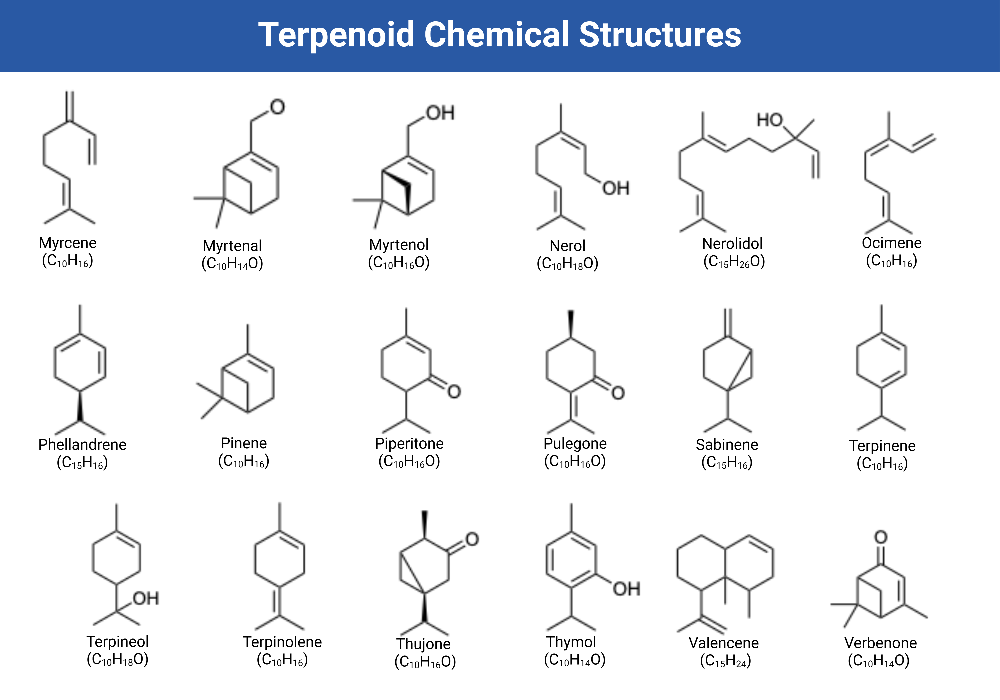 Terpenoid Chemical Structures
O
OH
OH
HO
Myrcene
(C₁₀H₁₆)
Myrtenal
(C₁₀H₁₄O)
Myrtenol
(C₁₀H₁₆O)
Nerol
(C₁₀H₁₈O)
Nerolidol
(C₁₅H₂₆O)
Ocimene
(C₁₀H₁₆)
O
O
Phellandrene
(C₁₅H₁₆)
Pinene
(C₁₀H₁₆)
Piperitone
(C₁₀H₁₆O)
Pulegone
(C₁₀H₁₆O)
Sabinene
(C₁₅H₁₆)
Terpinene
(C₁₀H₁₆)
OH
O
OH
O
Terpineol
(C₁₀H₁₈O)
Terpinolene
(C₁₀H₁₆)
Thujone
(C₁₀H₁₆O)
Thymol
(C₁₀H₁₄O)
Valencene
(C₁₅H₂₄)
Verbenone
(C₁₀H₁₄O)